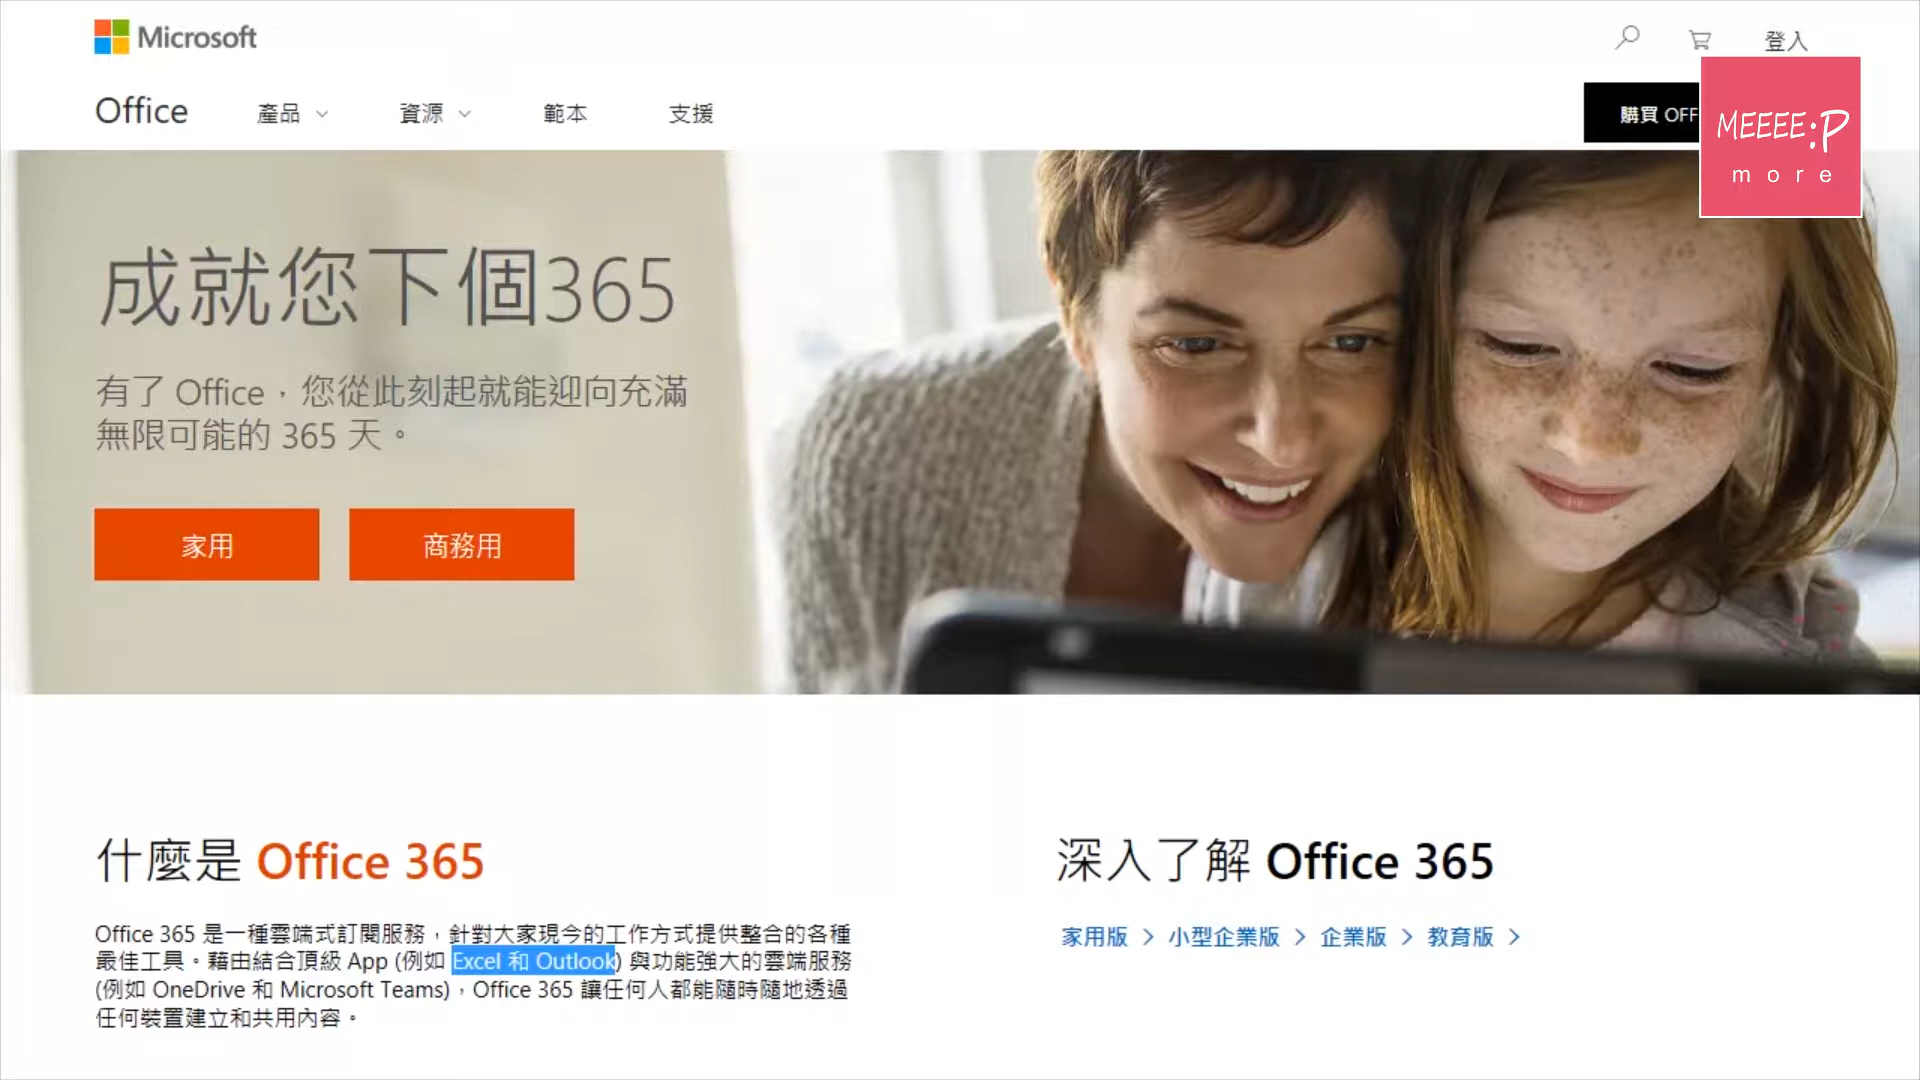 Microsoft
登入
Office 產品 資源 範本 支援
購買 OFF
MEEEE:P
more
成就您下個365
有了 Office，您從此刻起就能迎向充滿
無限可能的 365 天。
家用 商務用
什麼是 Office 365
Office 365 是一種雲端式訂閱服務，針對大家現今的工作方式提供整合的各種
最佳工具。藉由結合頂級 App (例如 Excel 和 Outlook) 與功能強大的雲端服務
(例如 OneDrive 和 Microsoft Teams)，Office 365 讓任何人都能隨時隨地透過
任何裝置建立和共用內容。
深入了解 Office 365
家用版 > 小型企業版 > 企業版 > 教育版 >